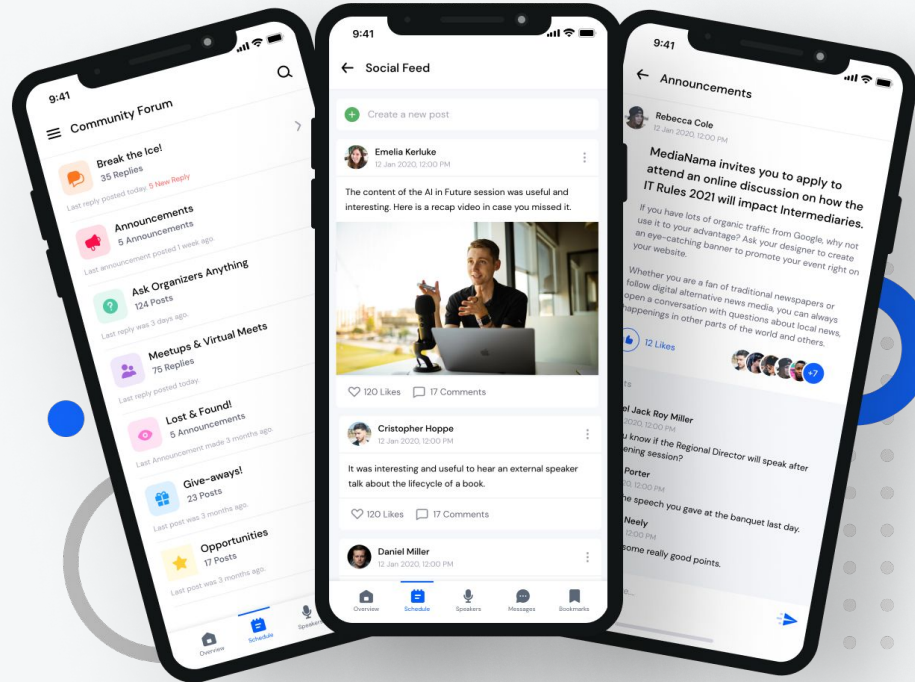 9:41
Community Forum
Break the Ice!
35 Replies
Last reply posted today. 5 New Reply
Announcements
5 Announcements
Last announcement posted 1 week ago.
Ask Organizers Anything
124 Posts
Last reply was 3 days ago.
Meetups & Virtual Meets
75 Replies
Last reply posted today.
Lost & Found!
5 Announcements
Last Announcement made 3 months ago.
Give-aways!
23 Posts
Last post was 3 months ago.
Opportunities
17 Posts
Last post was 3 months ago.
Overview
Schedule
Speakers
9:41
Social Feed
Create a new post
Emelia Kerluke
12 Jan 2020, 12:00 PM
The content of the AI in Future session was useful and
interesting. Here is a recap video in case you missed it.
120 Likes 17 Comments
Cristopher Hoppe
12 Jan 2020, 12:00 PM
It was interesting and useful to hear an external speaker
talk about the lifecycle of a book.
120 Likes 17 Comments
Daniel Miller
12 Jan 2020, 12:00 PM
Overview Schedule Speakers Messages Bookmarks
9:41
Announcements
Rebecca Cole
12 Jan 2020, 12:00 PM
MediaNama invites you to apply to
attend an online discussion on how the
IT Rules 2021 will impact Intermediaries.
If you have lots of organic traffic from Google, why not
use it to your advantage? Ask your designer to create
an eye-catching banner to promote your event right on
your website.
Whether you are a fan of traditional newspapers or
follow digital alternative news media, you can always
open a conversation with questions about local news,
happenings in other parts of the world and others.
12 Likes
+7
Jack Roy Miller
2020, 12:00 PM
know if the Regional Director will speak after
session?
Porter
12:00 PM
speech you gave at the banquet last day.
Neely
12:00 PM
some really good points.